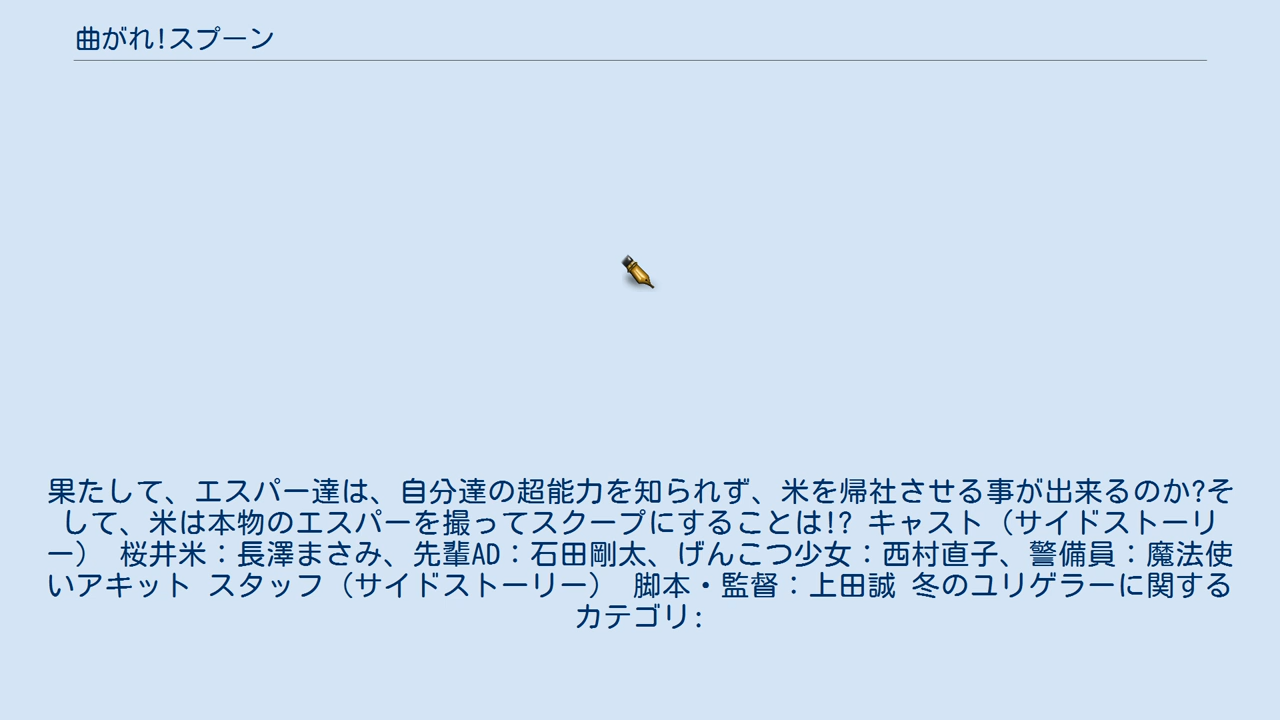 曲がれ!スプーン
果たして、エスパー達は、自分達の超能力を知られず、米を帰社させる事が出来るのか?そ
して、米は本物のエスパーを撮ってスクープにすることは!? キャスト（サイドストーリ
ー） 桜井米：長澤まさみ、先輩AD：石田剛太、げんこつ少女：西村直子、警備員：魔法使
いアキット スタッフ（サイドストーリー） 脚本・監督：上田誠 冬のユリゲラーに関する
カテゴリ: